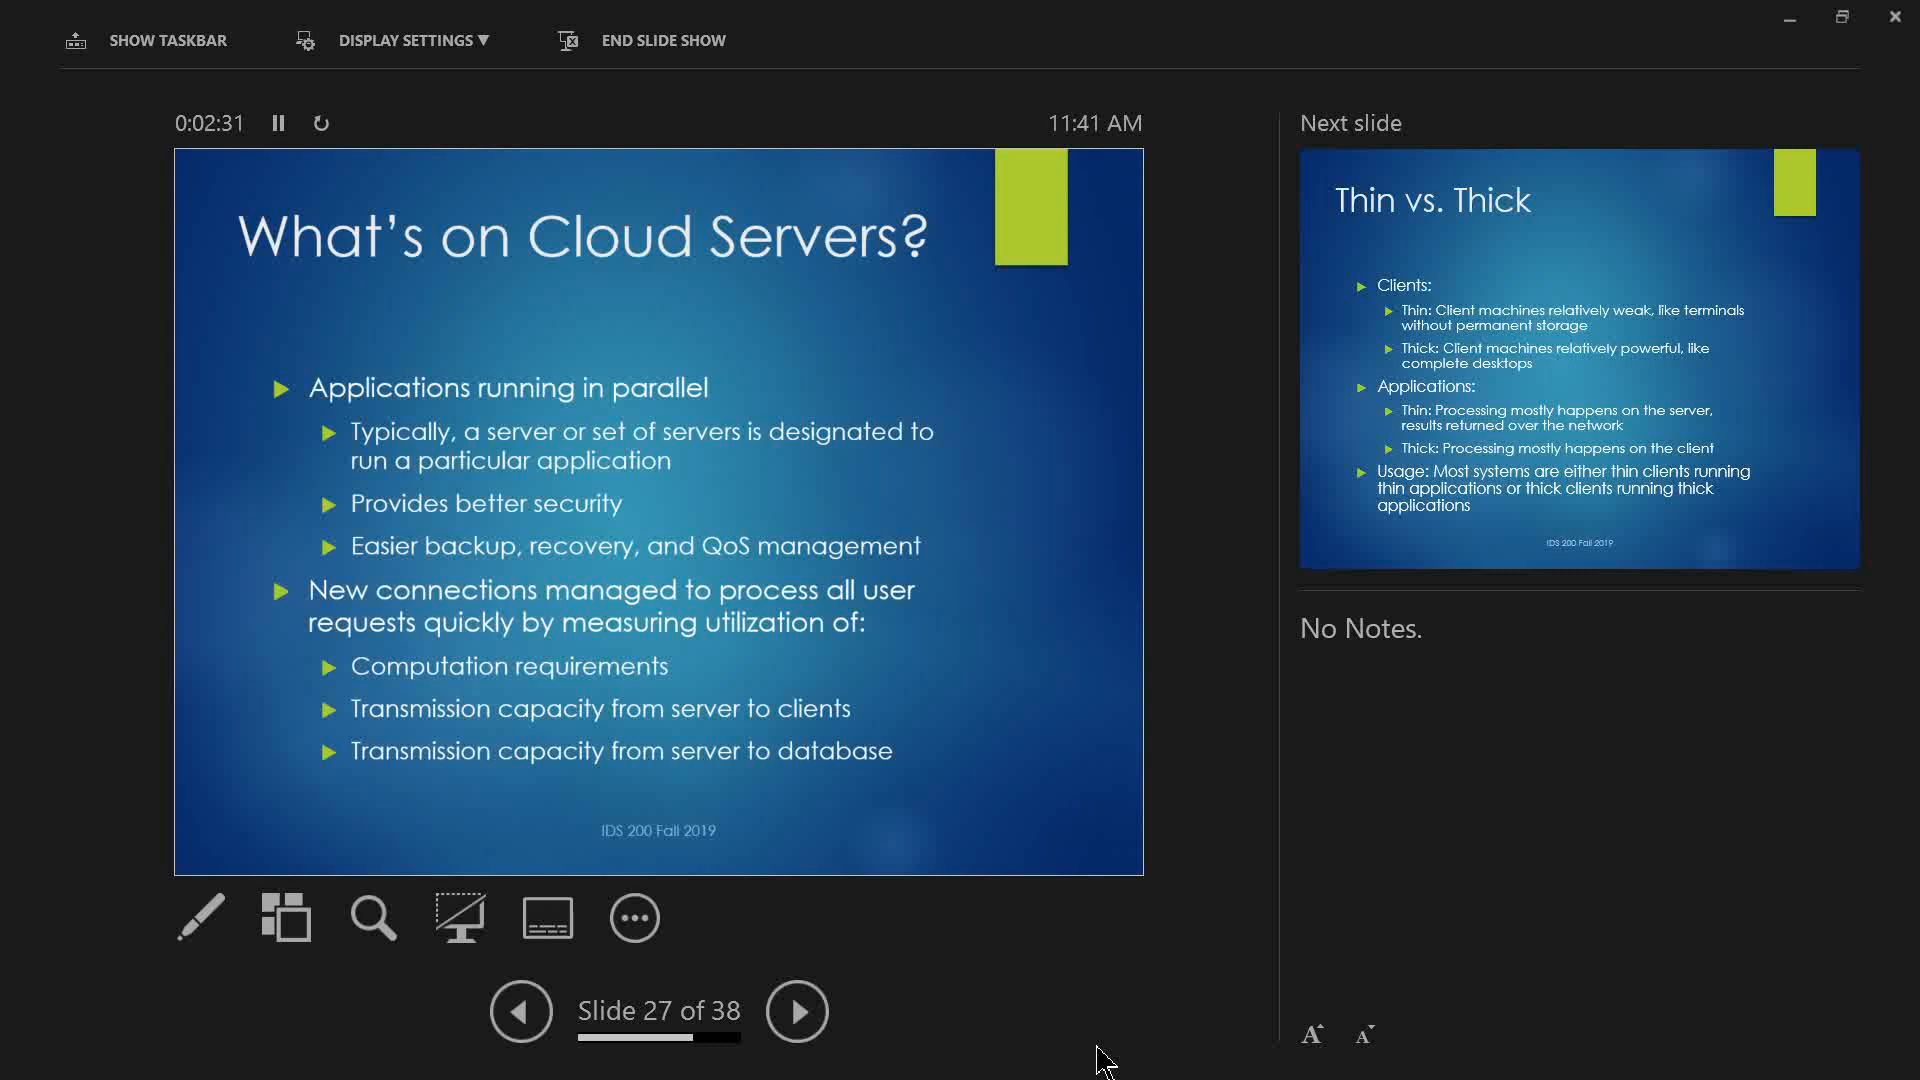 SHOW TASKBAR
DISPLAY SETTINGS ▼
END SLIDE SHOW
0:02:31
11:41 AM
What's on Cloud Servers?
Applications running in parallel
Typically, a server or set of servers is designated to
run a particular application
Provides better security
Easier backup, recovery, and QoS management
New connections managed to process all user
requests quickly by measuring utilization of:
Computation requirements
Transmission capacity from server to clients
Transmission capacity from server to database
IDS 200 Fall 2019
Slide 27 of 38
Next slide
Thin vs. Thick
Clients:
Thin: Client machines relatively weak, like terminals
without permanent storage
Thick: Client machines relatively powerful, like
complete desktops
Applications:
Thin: Processing mostly happens on the server,
results returned over the network
Thick: Processing mostly happens on the client
Usage: Most systems are either thin clients running
thin applications or thick clients running thick
applications
IDS 200 Fall 2019
No Notes.
A A